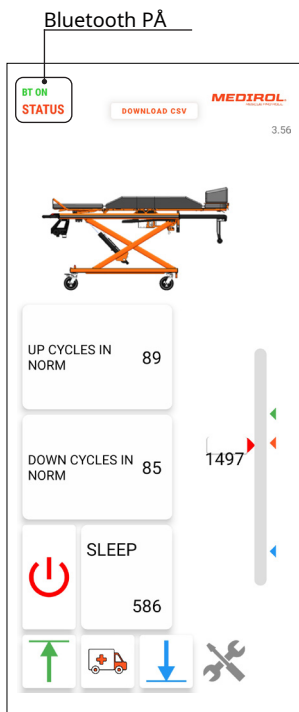 Bluetooth PÅ
BT ON
STATUS
DOWNLOAD CSV
MEDIROL
3.56
UP CYCLES IN
NORM
89
DOWN CYCLES IN
NORM
85
1497
SLEEP
586